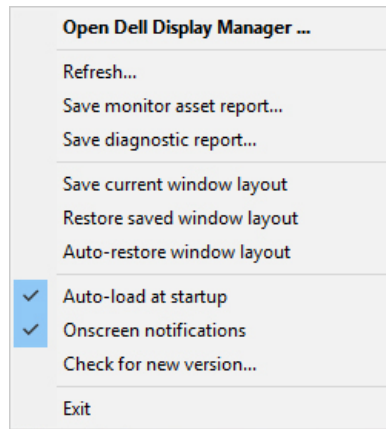 Open Dell Display Manager ...
Refresh...
Save monitor asset report...
Save diagnostic report...
Save current window layout
Restore saved window layout
Auto-restore window layout
Auto-load at startup
Onscreen notifications
Check for new version...
Exit